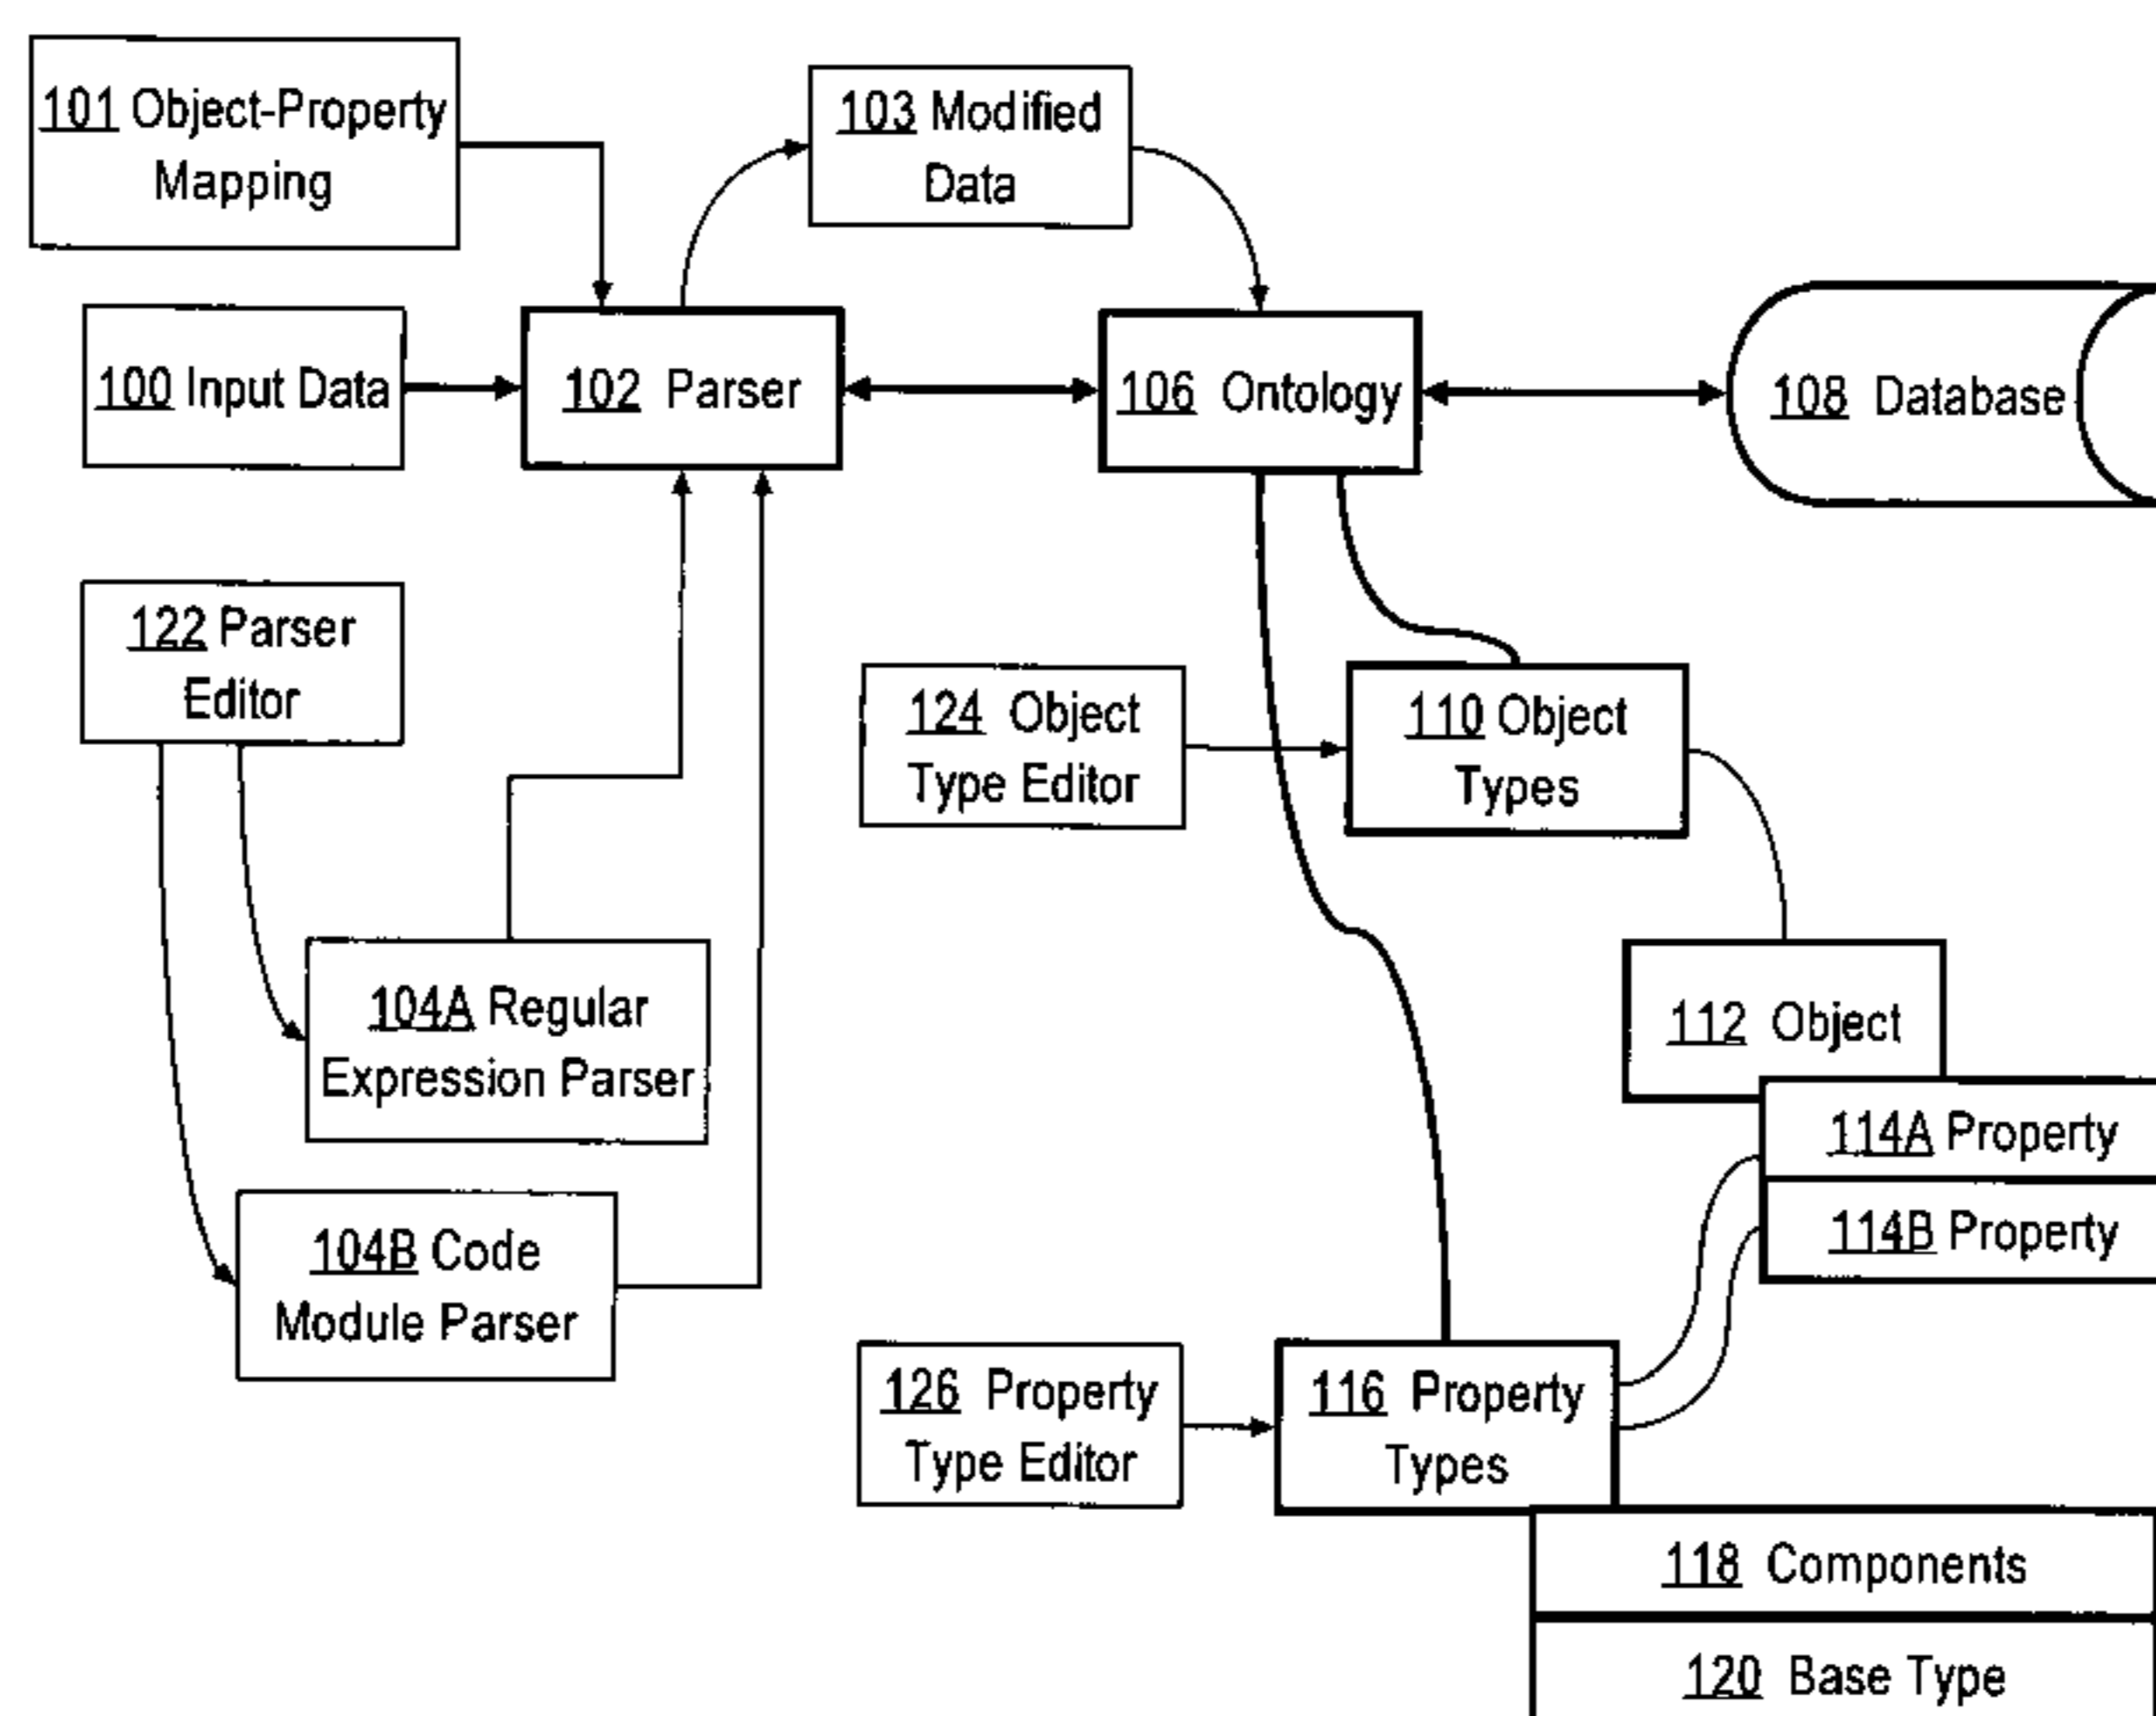 101 Object-Property
Mapping
103 Modified
Data
100 Input Data
102 Parser
106 Ontology
108 Database
122 Parser
Editor
124 Object
Type Editor
110 Object
Types
104A Regular
Expression Parser
112 Object
114A Property
114B Property
104B Code
Module Parser
126 Property
Type Editor
116 Property
Types
118 Components
120 Base Type